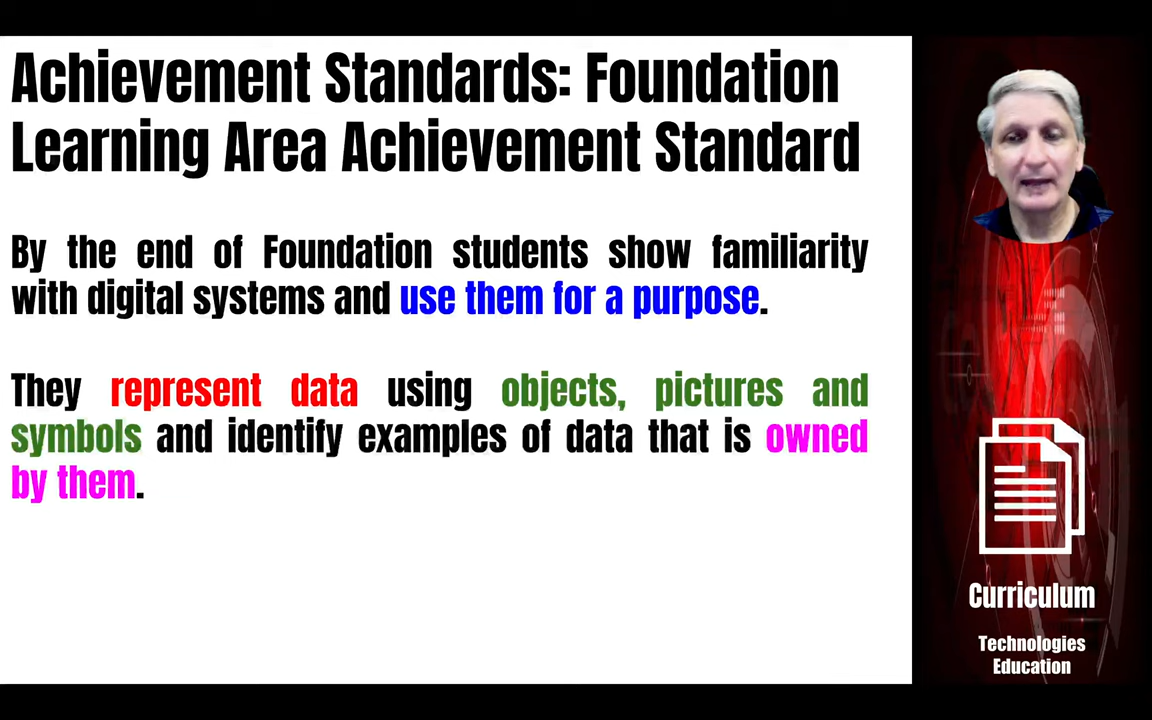 Achievement Standards: Foundation
Learning Area Achievement Standard
By the end of Foundation students show familiarity
with digital systems and use them for a purpose.
They represent data using objects, pictures and
symbols and identify examples of data that is owned
by them.
Curriculum
Technologies
Education